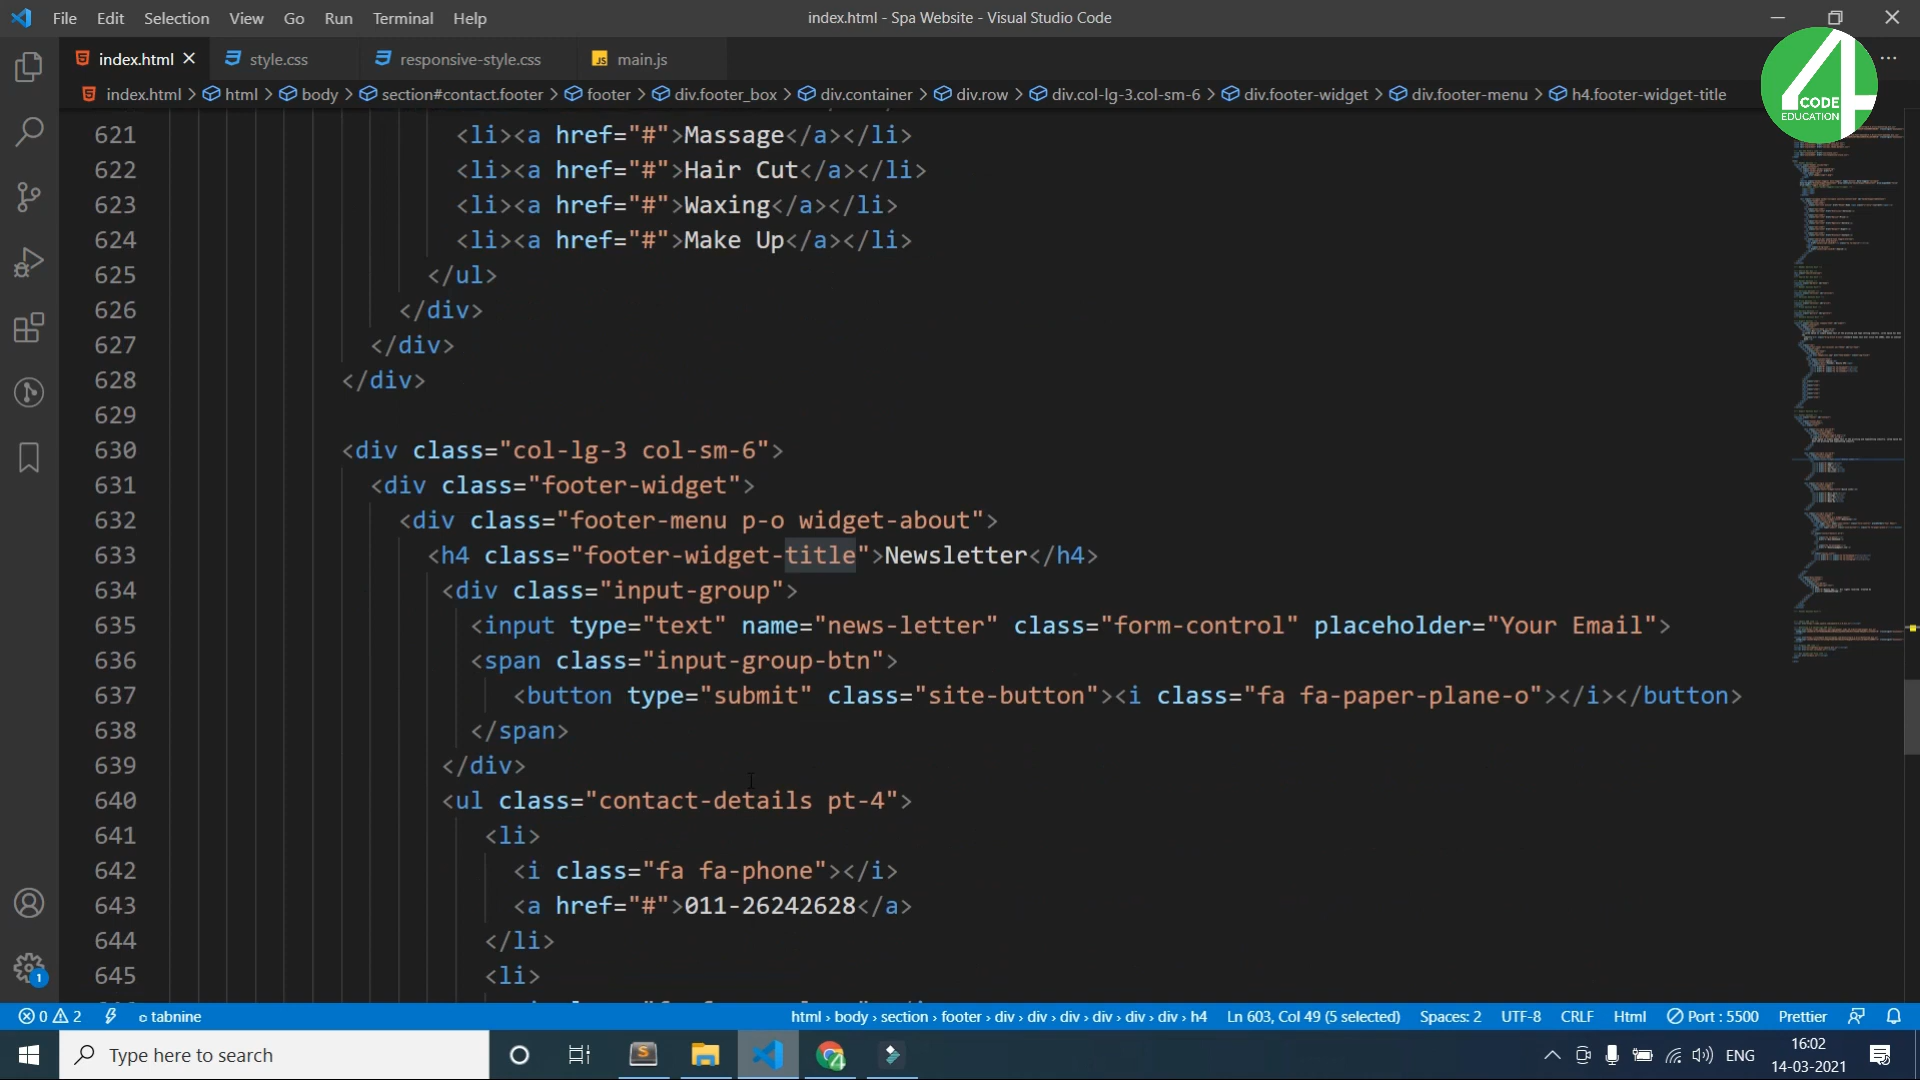 File Edit Selection View Go Run Terminal Help
index.html - Spa Website - Visual Studio Code
index.html style.css responsive-style.css JS main.js
4 CODE EDUCATION
index.html > html > body > section#contact.footer > footer > div.footer_box > div.container > div.row > div.col-lg-3.col-sm-6 > div.footer-widget > div.footer-menu > h4.footer-widget-title
621 <li><a href="#">Massage</a></li>
622 <li><a href="#">Hair Cut</a></li>
623 <li><a href="#">Waxing</a></li>
624 <li><a href="#">Make Up</a></li>
625 </ul>
626 </div>
627 </div>
628 </div>
629
630 <div class="col-lg-3 col-sm-6">
631 <div class="footer-widget">
632 <div class="footer-menu p-o widget-about">
633 <h4 class="footer-widget-title">Newsletter</h4>
634 <div class="input-group">
635 <input type="text" name="news-letter" class="form-control" placeholder="Your Email">
636 <span class="input-group-btn">
637 <button type="submit" class="site-button"><i class="fa fa-paper-plane-o"></i></button>
638 </span>
639 </div>
640 <ul class="contact-details pt-4">
641 <li>
642 <i class="fa fa-phone"></i>
643 <a href="#">011-26242628</a>
644 </li>
645 <li>
1
0 2 tabnine html > body > section > footer > div > div > div > div > div > div > h4 Ln 603, Col 49 (5 selected) Spaces: 2 UTF-8 CRLF Html Port : 5500 Prettier
Type here to search
ENG
16:02
14-03-2021